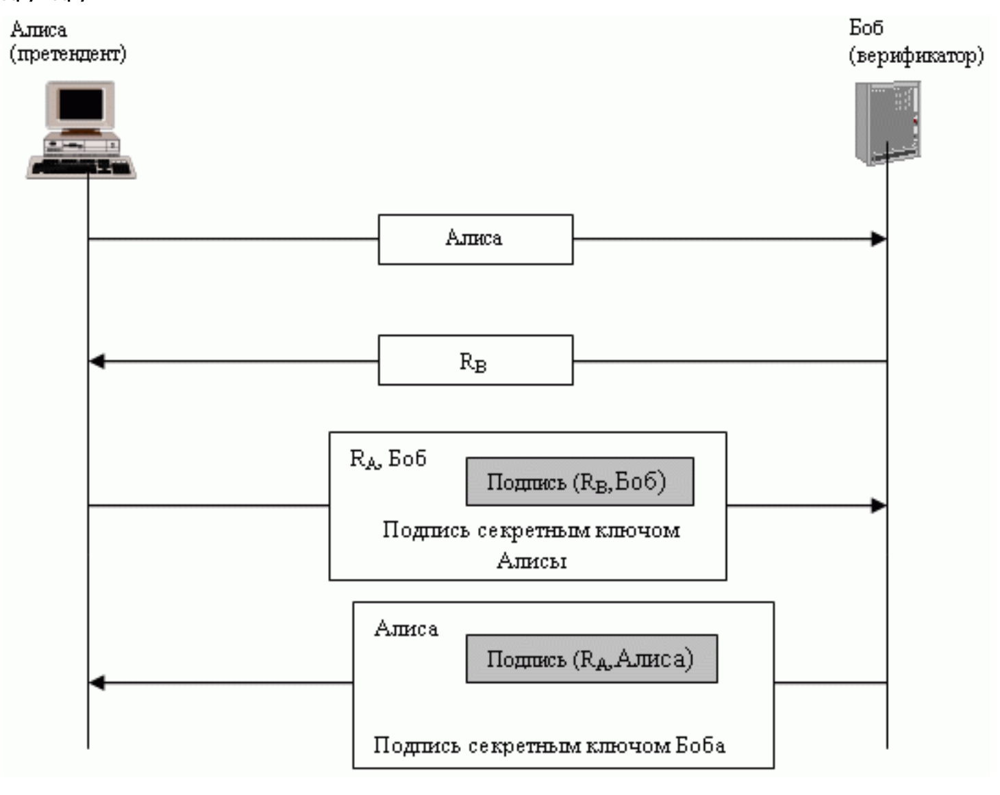 Алиса
(претендент)
Боб
(верификатор)
Алиса
RB
RA, Боб
Подпись (RB,Боб)
Подпись секретным ключом
Алисы
Алиса
Подпись (RA,Алиса)
Подпись секретным ключом Боба